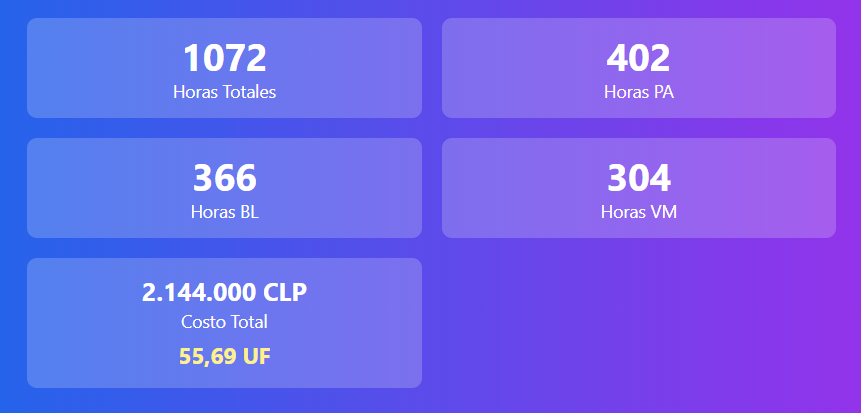 1072
Horas Totales
402
Horas PA
366
Horas BL
304
Horas VM
2.144.000 CLP
Costo Total
55,69 UF